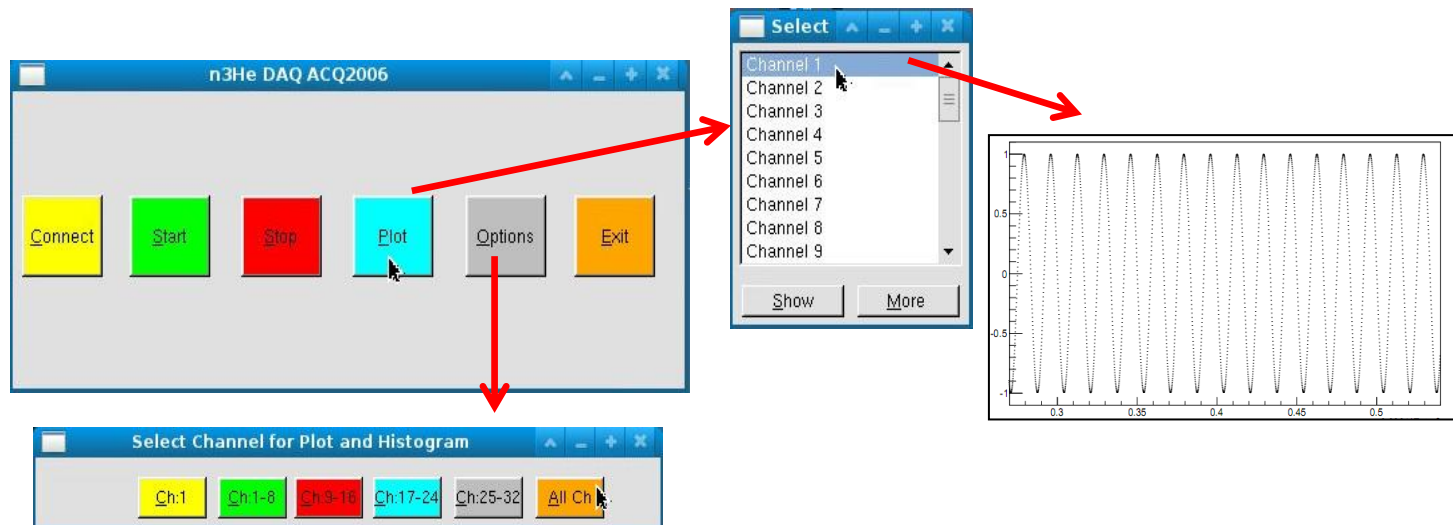 n3He DAQ ACQ2006
Connect Start Stop Plot Options Exit
Select
Channel 1
Channel 2
Channel 3
Channel 4
Channel 5
Channel 6
Channel 7
Channel 8
Channel 9
Show More
1
0.5
0
-0.5
-1
0.3 0.35 0.4 0.45 0.5
Select Channel for Plot and Histogram
Ch:1 Ch:1-8 Ch:9-16 Ch:17-24 Ch:25-32 All Ch